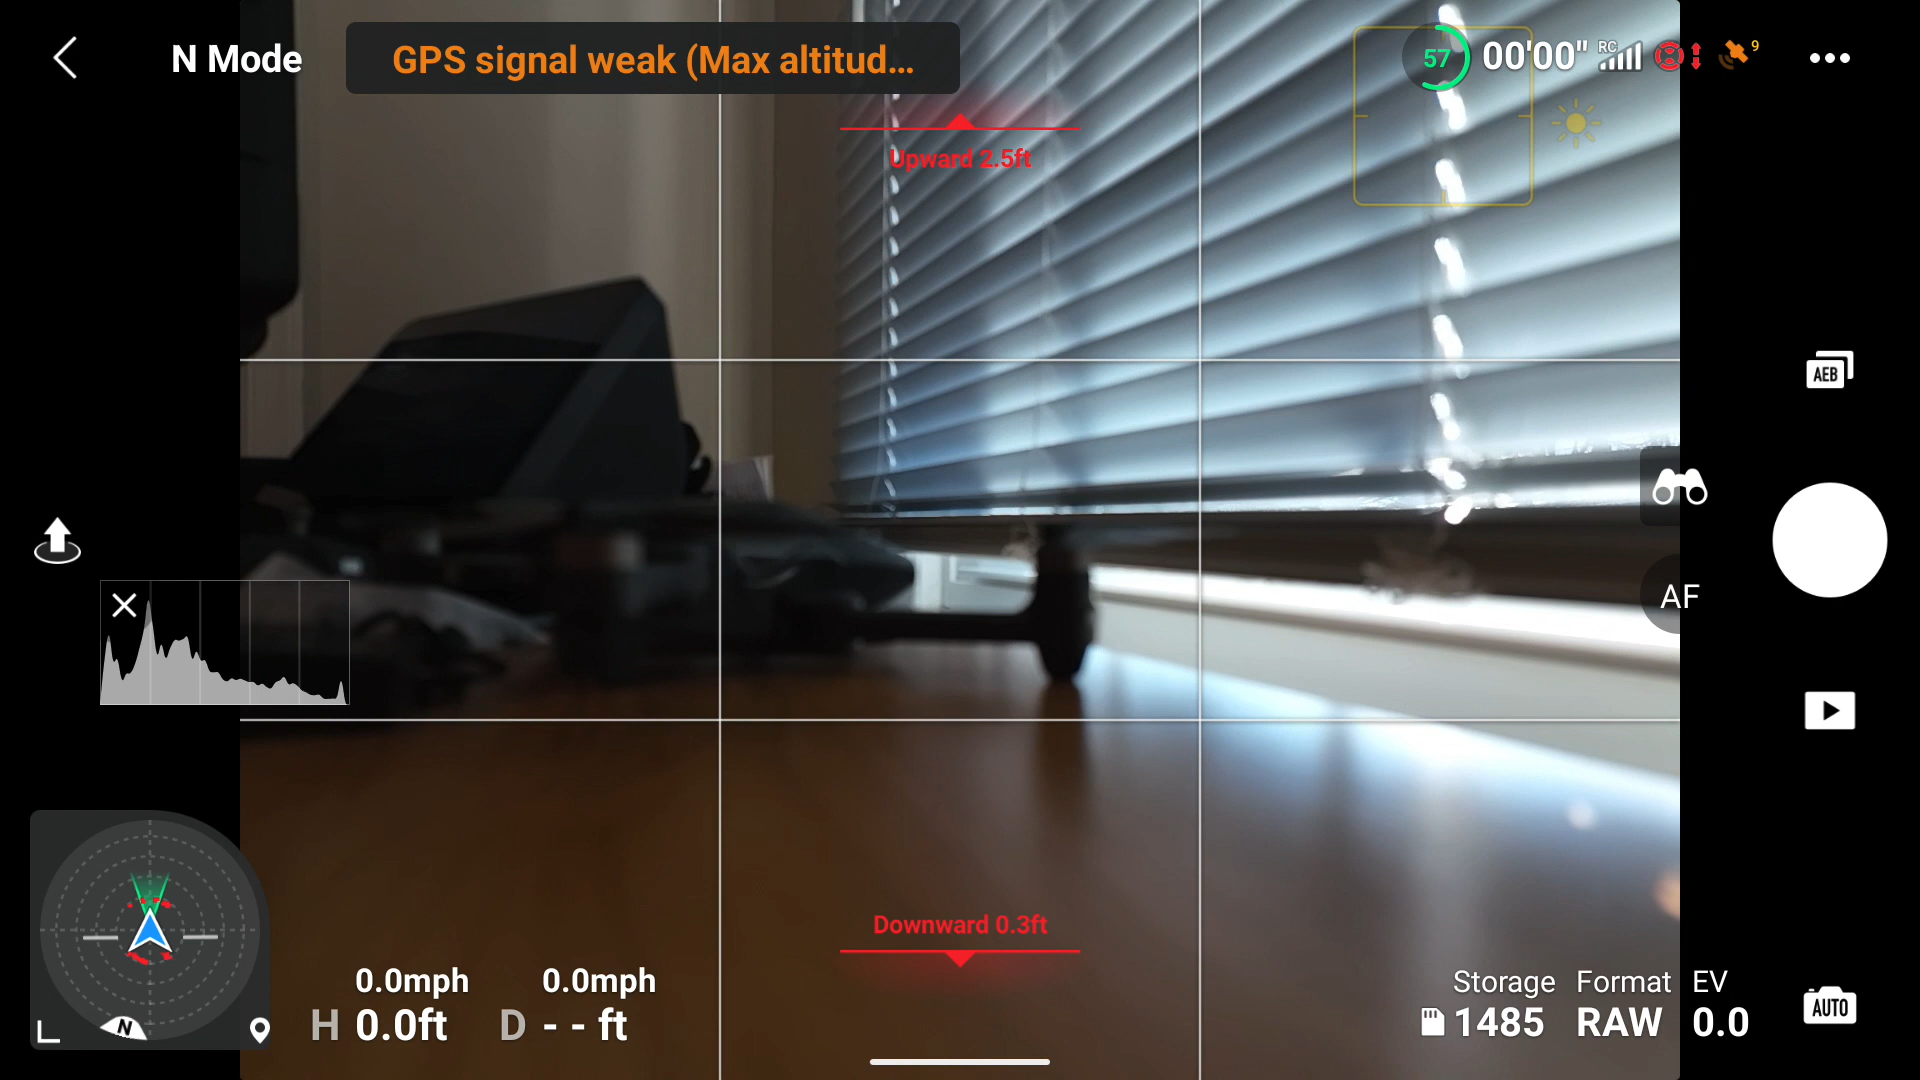 N Mode
GPS signal weak (Max altitud...
57
00'00"
RC
9
Upward 2.5ft
AEB
AF
Downward 0.3ft
N
0.0mph
0.0mph
H 0.0ft
D - - ft
Storage
Format
EV
1485
RAW
0.0
AUTO